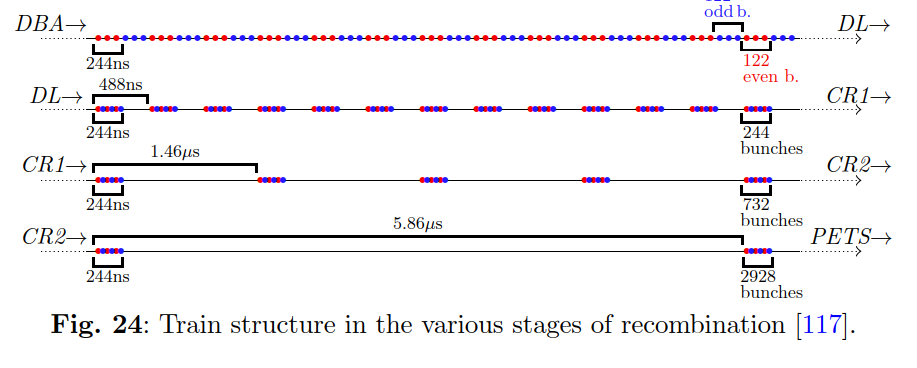 odd b.
DBA→ DL→
244ns 122
even b.
488ns
DL→ CR1→
244ns 244
bunches
1.46μs
CR1→ CR2→
244ns 732
bunches
5.86μs
CR2→ PETS→
244ns 2928
bunches
Fig. 24: Train structure in the various stages of recombination [117].